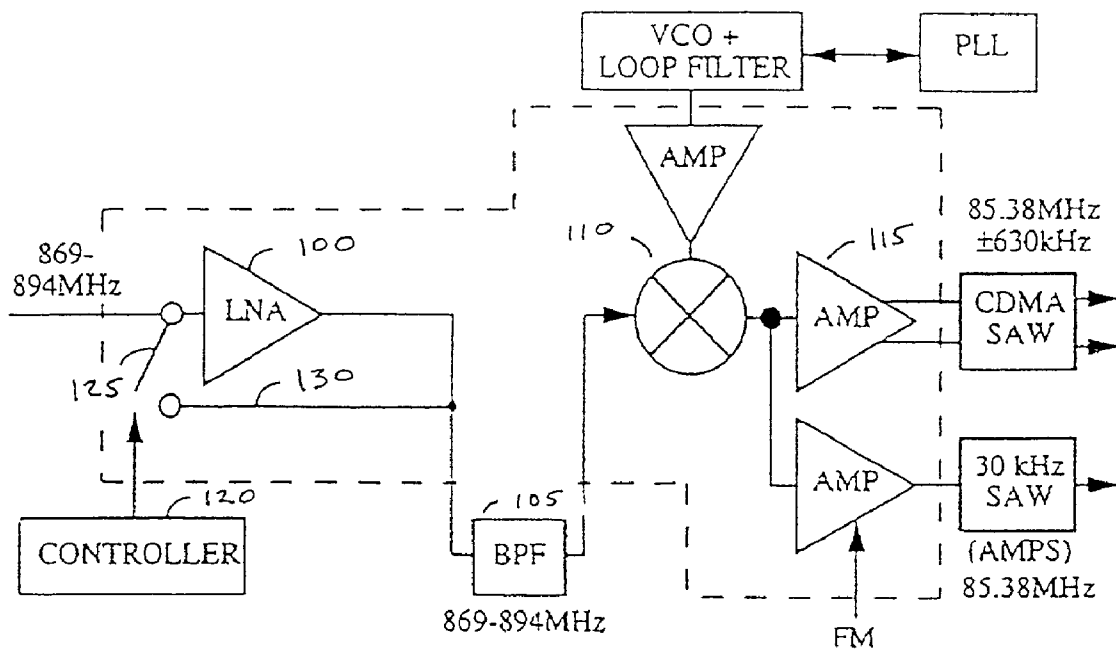 VCO +
LOOP FILTER
PLL
AMP
869-
894MHz
100
LNA
125
130
110
115
AMP
85.38MHz
±630kHz
CDMA
SAW
120
CONTROLLER
105
BPF
869-894MHz
AMP
30 kHz
SAW
(AMPS)
85.38MHz
FM